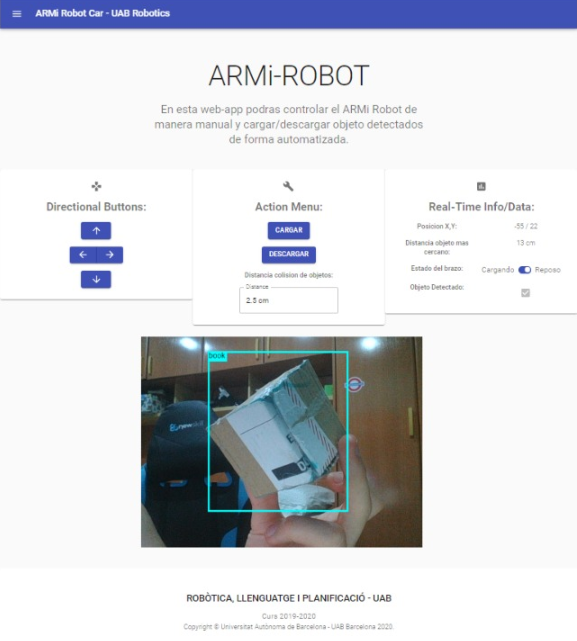 ARMi Robot Car - UAB Robotics
ARMi-ROBOT
En esta web-app podras controlar el ARMi Robot de
manera manual y cargar/descargar objeto detectados
de forma automatizada.
Directional Buttons:
Action Menu:
CARGAR
DESCARGAR
Distancia colision de objetos:
Distance
2.5 cm
Real-Time Info/Data:
Posicion X,Y: -55 / 22
Distancia objeto mas 13 cm
cercano:
Estado del brazo: Cargando Reposo
Objeto Detectado:
book
ROBÒTICA, LLENGUATGE I PLANIFICACIÓ - UAB
Curs 2019-2020
Copyright © Universitat Autònoma de Barcelona - UAB Barcelona 2020.